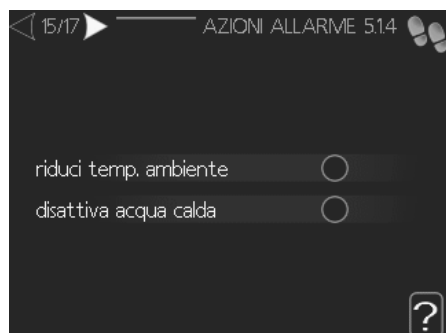 15/17
AZIONI ALLARME 5.1.4
riduci temp. ambiente
disattiva acqua calda
?